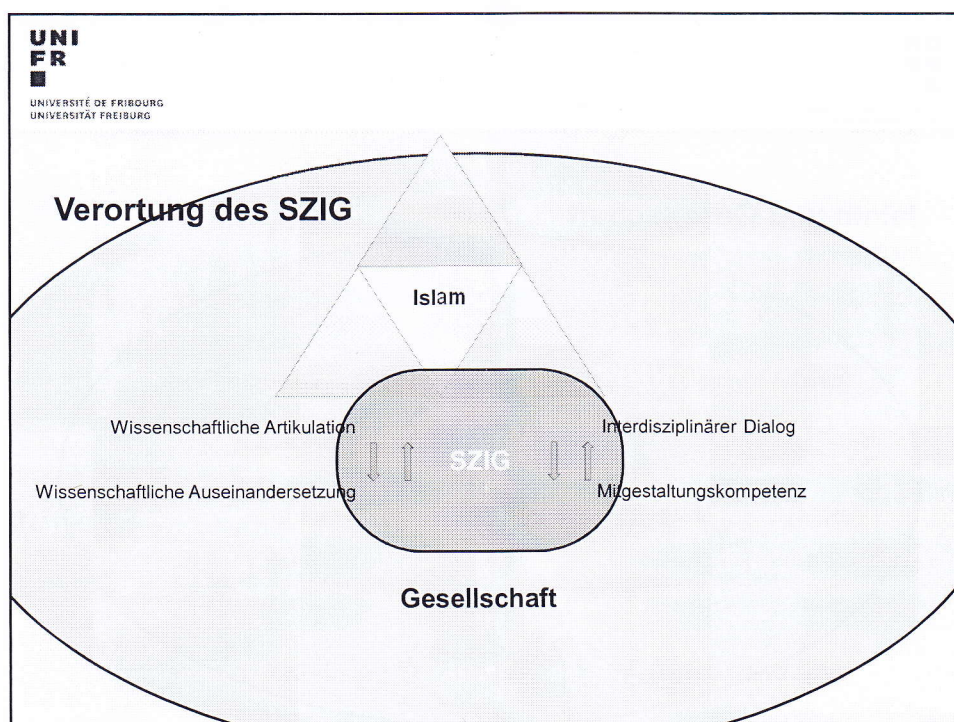 UNI
FR
UNIVERSITÉ DE FRIBOURG
UNIVERSITÄT FREIBURG
Verortung des SZIG
Islam
Wissenschaftliche Artikulation
Interdisziplinärer Dialog
SZIG
Wissenschaftliche Auseinandersetzung
Mitgestaltungskompetenz
Gesellschaft